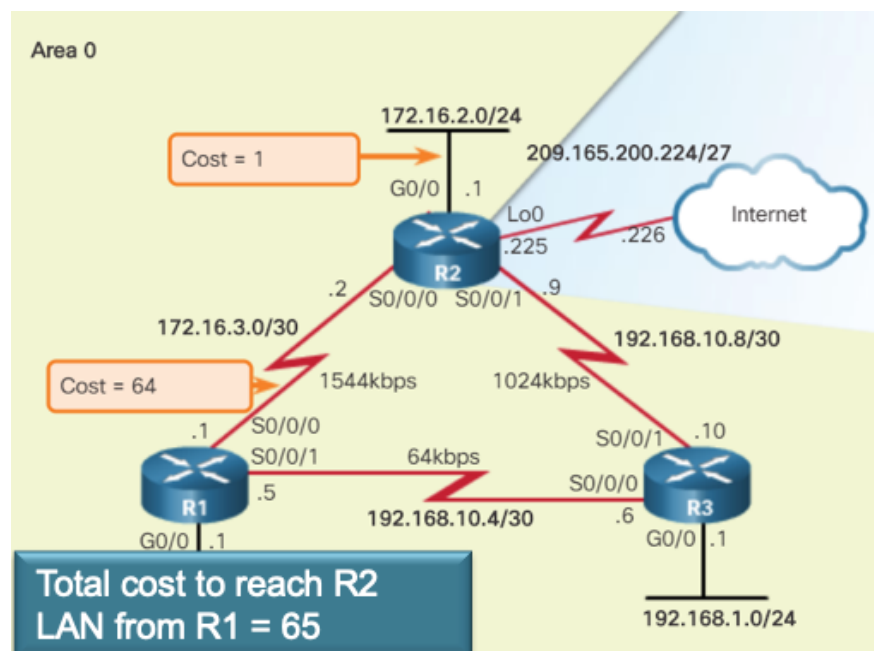 Area 0
172.16.2.0/24
Cost = 1
209.165.200.224/27
G0/0
.1
Lo0
Internet
.225
.226
R2
.2
S0/0/0
S0/0/1
.9
172.16.3.0/30
192.168.10.8/30
Cost = 64
1544kbps
1024kbps
.1
S0/0/0
S0/0/1
.10
S0/0/1
64kbps
.5
S0/0/0
R1
R3
192.168.10.4/30
.6
G0/0
.1
G0/0
.1
Total cost to reach R2
LAN from R1 = 65
192.168.1.0/24